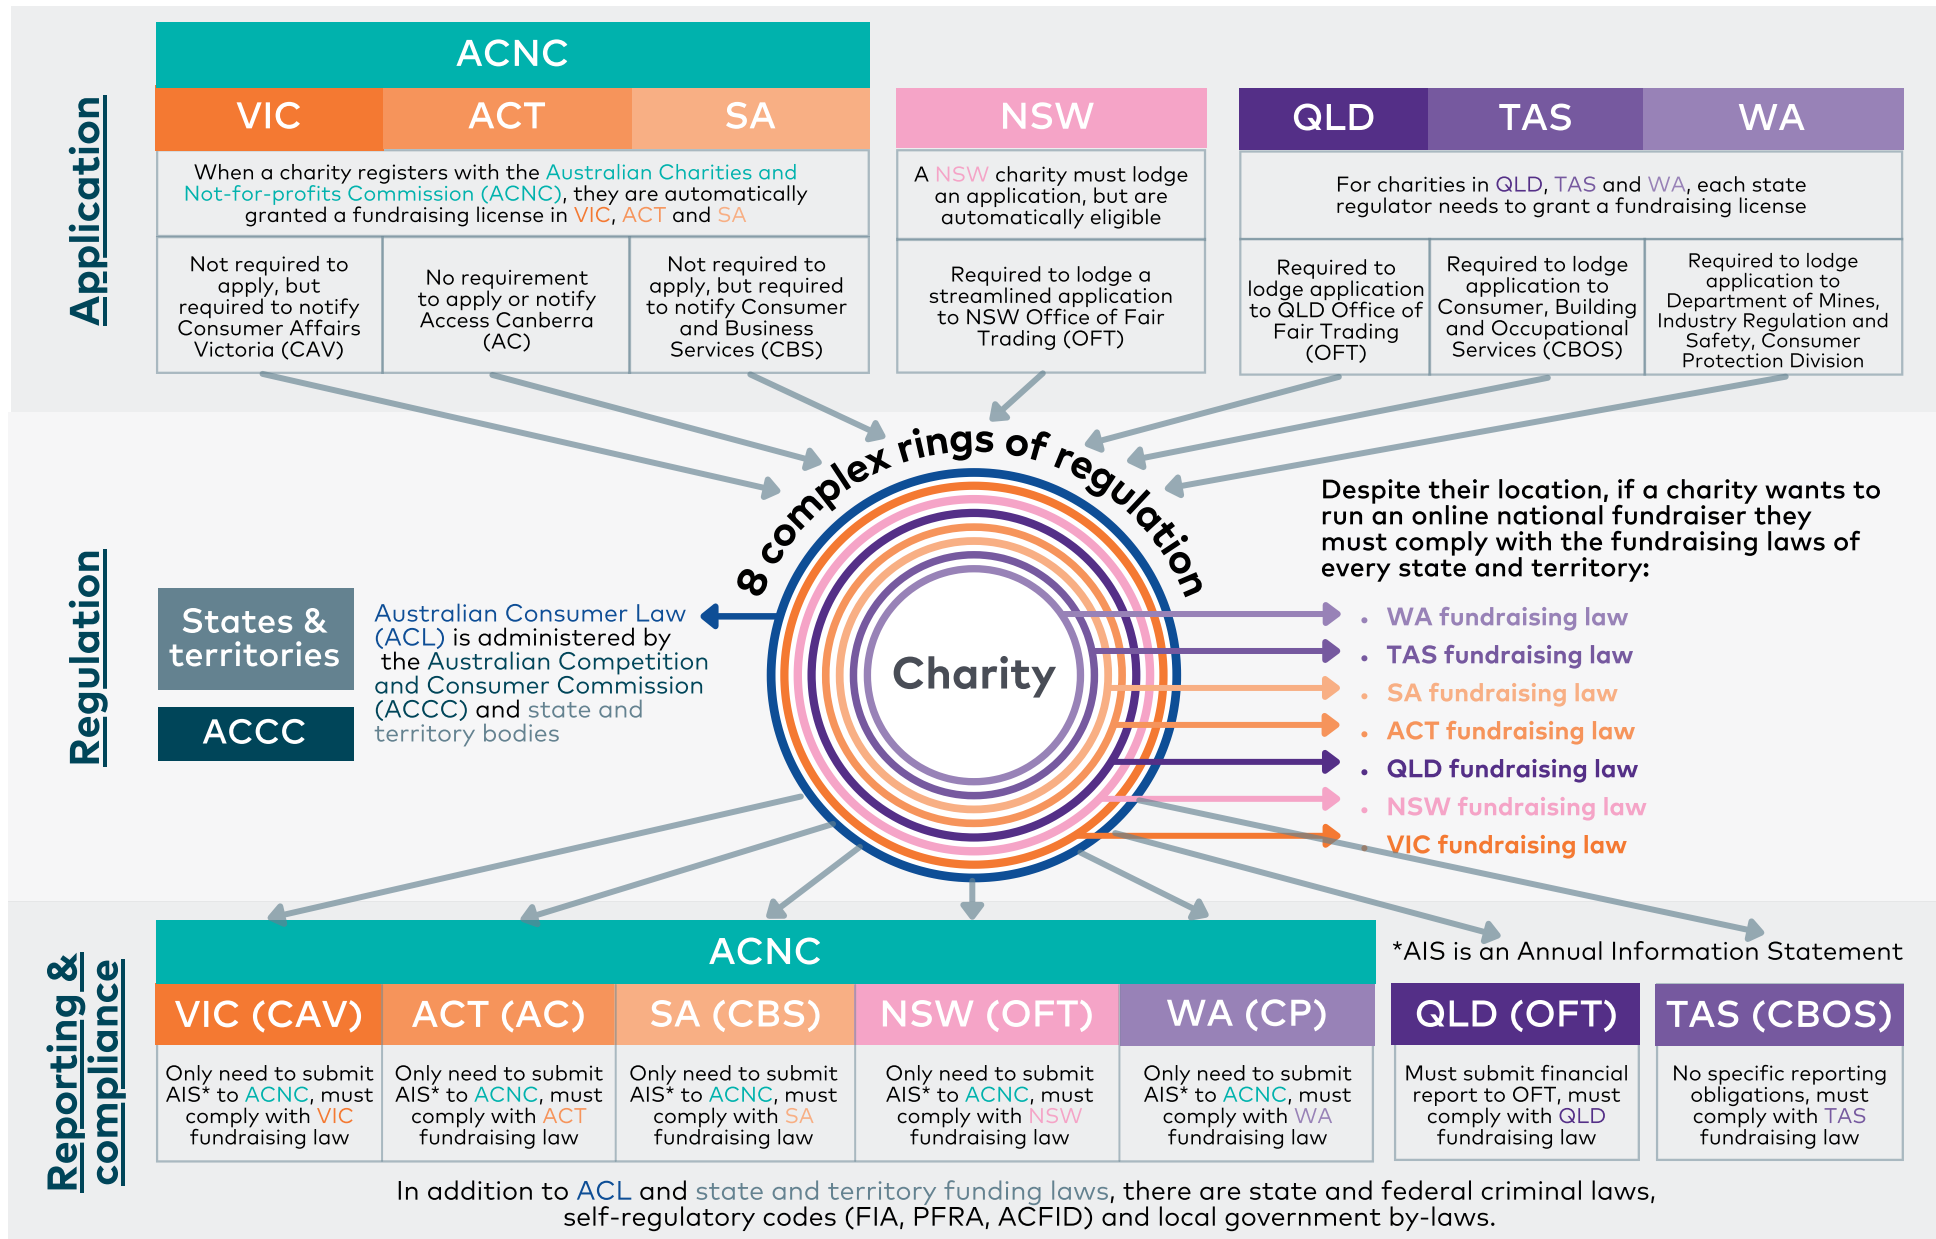 Application
ACNC
VIC
ACT
SA
When a charity registers with the Australian Charities and
Not-for-profits Commission (ACNC), they are automatically
granted a fundraising license in VIC, ACT and SA
Not required to
apply, but
required to notify
Consumer Affairs
Victoria (CAV)
No requirement
to apply or notify
Access Canberra
(AC)
Not required to
apply, but required
to notify Consumer
and Business
Services (CBS)
NSW
A NSW charity must lodge
an application, but are
automatically eligible
Required to lodge a
streamlined application
to NSW Office of Fair
Trading (OFT)
QLD
TAS
WA
For charities in QLD, TAS and WA, each state
regulator needs to grant a fundraising license
Required to
lodge application
to QLD Office of
Fair Trading
(OFT)
Required to lodge
application to
Consumer, Building
and Occupational
Services (CBOS)
Required to lodge
application to
Department of Mines,
Industry Regulation and
Safety, Consumer
Protection Division
Regulation
States &
territories
ACCC
Australian Consumer Law
(ACL) is administered by
the Australian Competition
and Consumer Commission
(ACCC) and state and
territory bodies
8 complex rings of regulation
Charity
Despite their location, if a charity wants to
run an online national fundraiser they
must comply with the fundraising laws of
every state and territory:
• WA fundraising law
• TAS fundraising law
• SA fundraising law
• ACT fundraising law
• QLD fundraising law
• NSW fundraising law
• VIC fundraising law
Reporting &
compliance
ACNC
*AIS is an Annual Information Statement
VIC (CAV)
Only need to submit
AIS* to ACNC, must
comply with VIC
fundraising law
ACT (AC)
Only need to submit
AIS* to ACNC, must
comply with ACT
fundraising law
SA (CBS)
Only need to submit
AIS* to ACNC, must
comply with SA
fundraising law
NSW (OFT)
Only need to submit
AIS* to ACNC, must
comply with NSW
fundraising law
WA (CP)
Only need to submit
AIS* to ACNC, must
comply with WA
fundraising law
QLD (OFT)
Must submit financial
report to OFT, must
comply with QLD
fundraising law
TAS (CBOS)
No specific reporting
obligations, must
comply with TAS
fundraising law
In addition to ACL and state and territory funding laws, there are state and federal criminal laws,
self-regulatory codes (FIA, PFRA, ACFID) and local government by-laws.